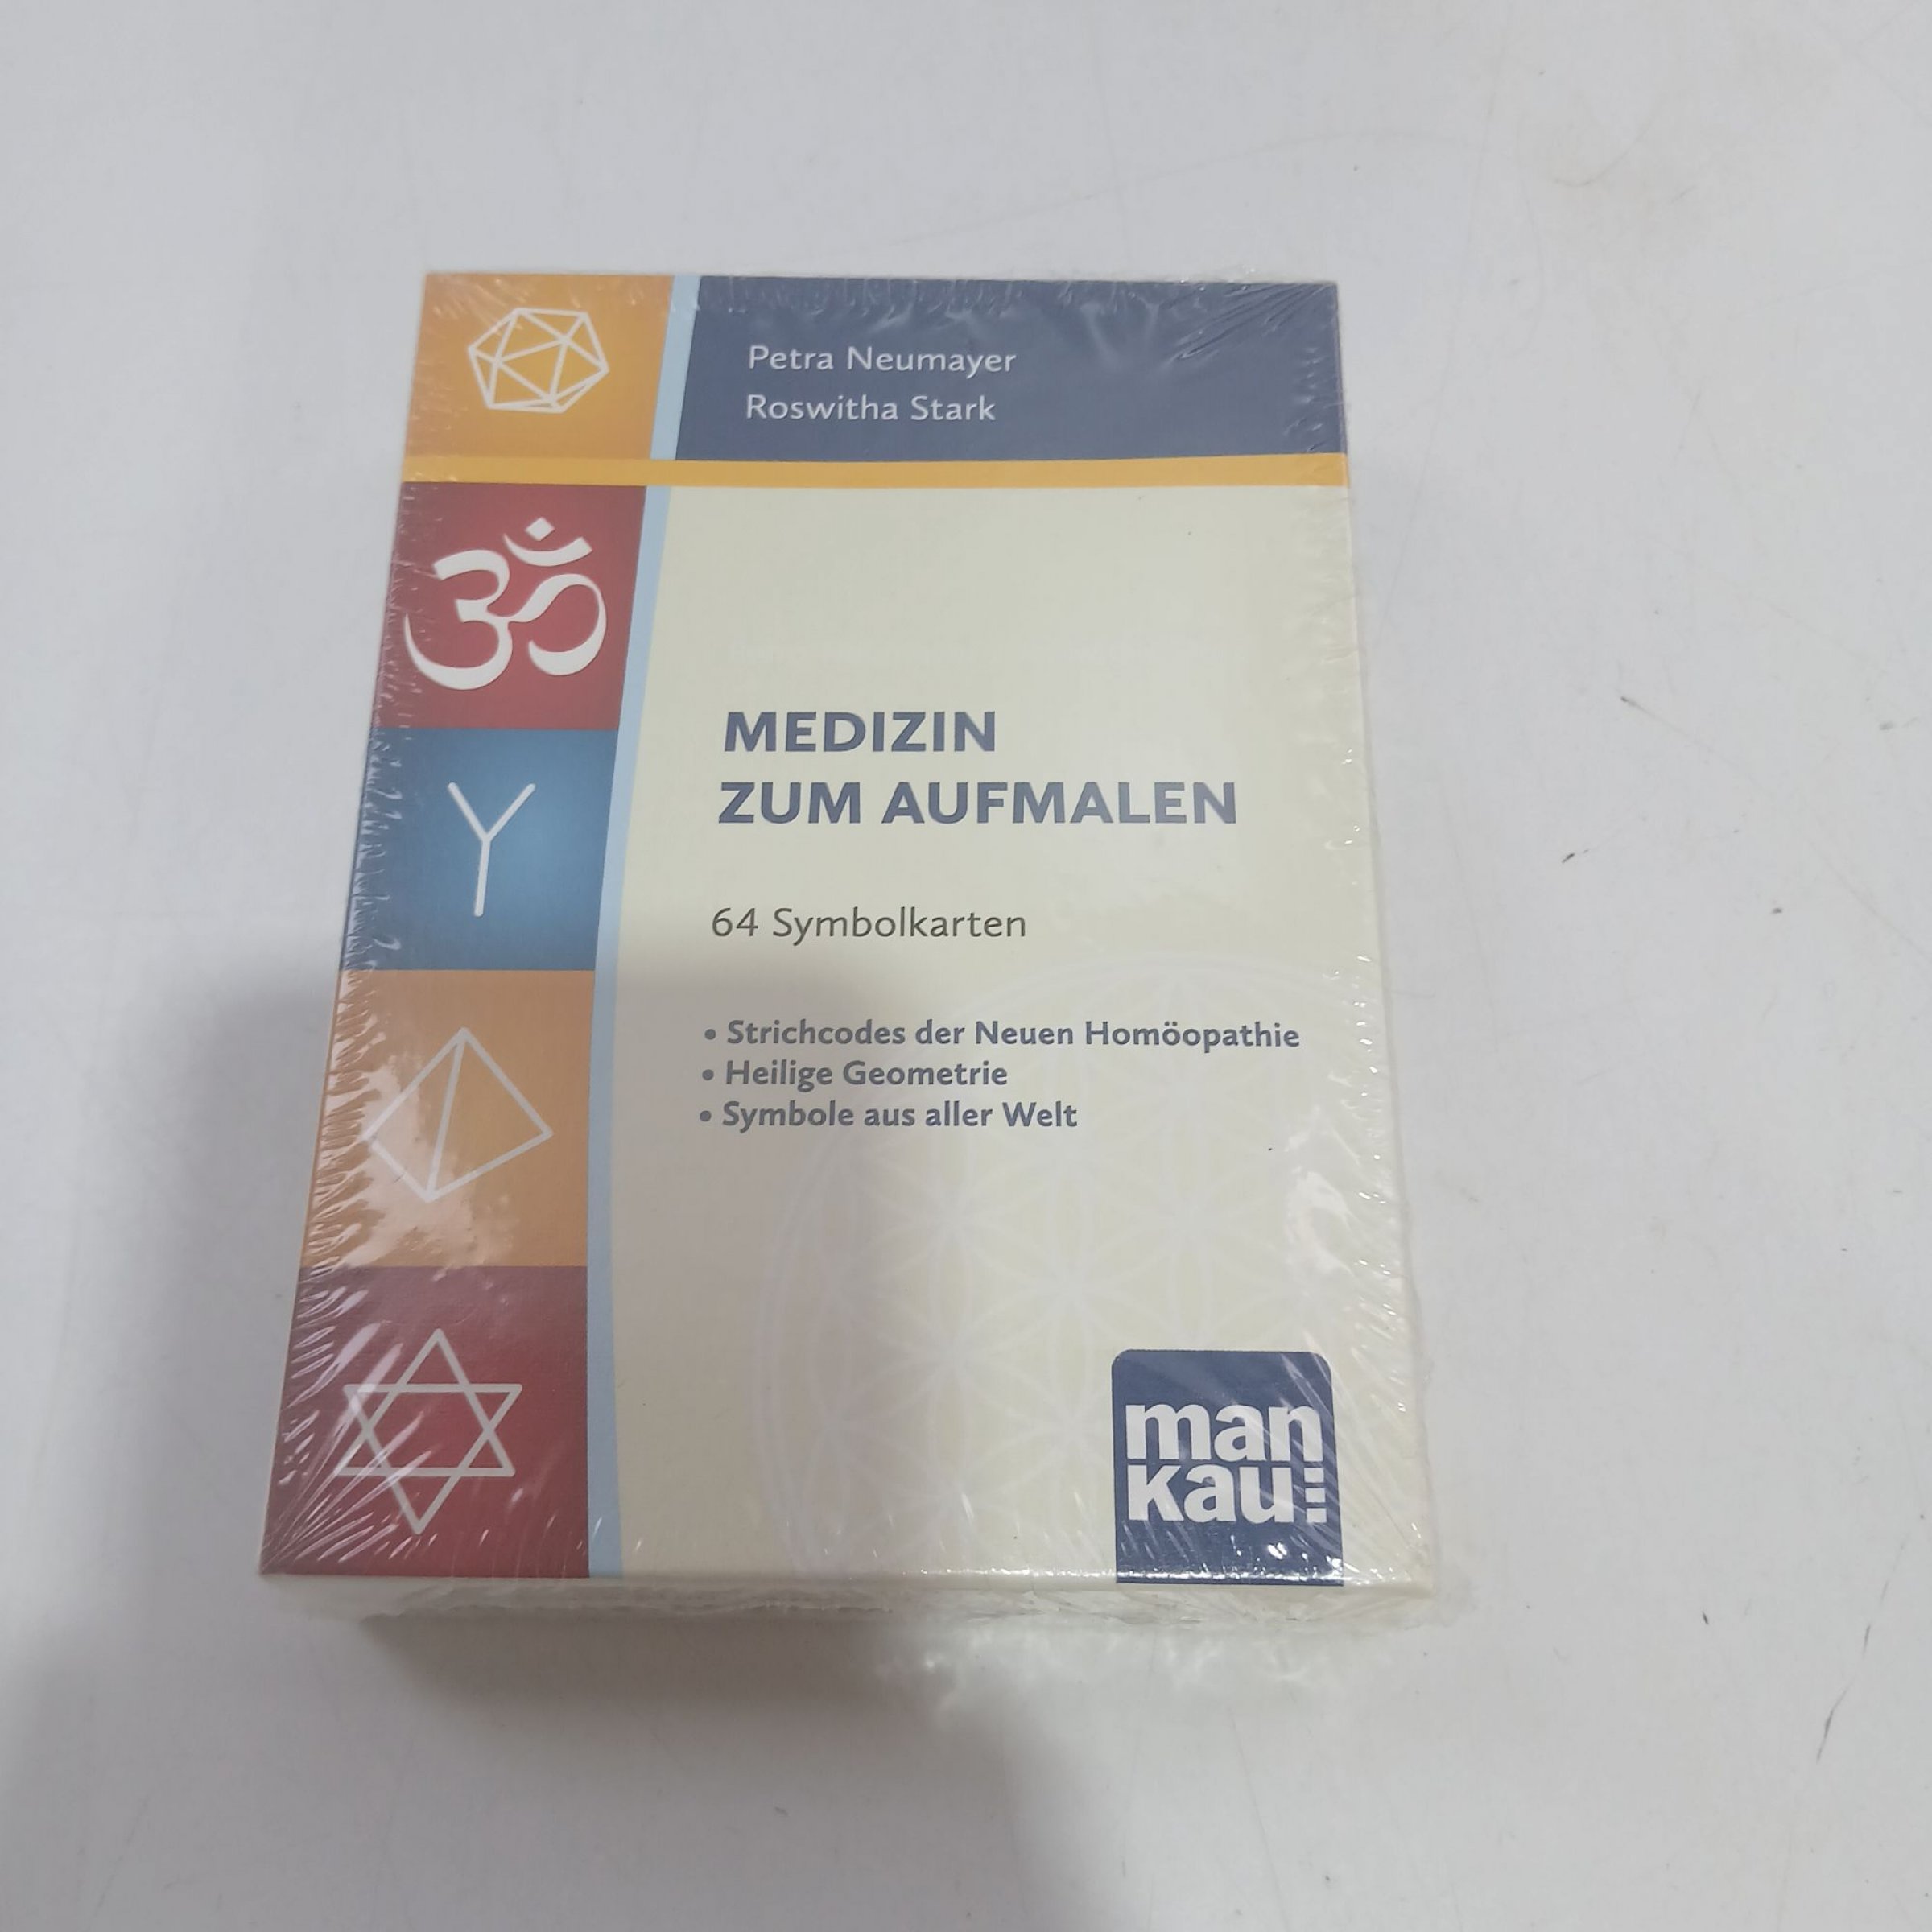 Petra Neumayer
Roswitha Stark
ॐ
MEDIZIN
ZUM AUFMALEN
64 Symbolkarten
• Strichcodes der Neuen Homöopathie
• Heilige Geometrie
• Symbole aus aller Welt
man
kau